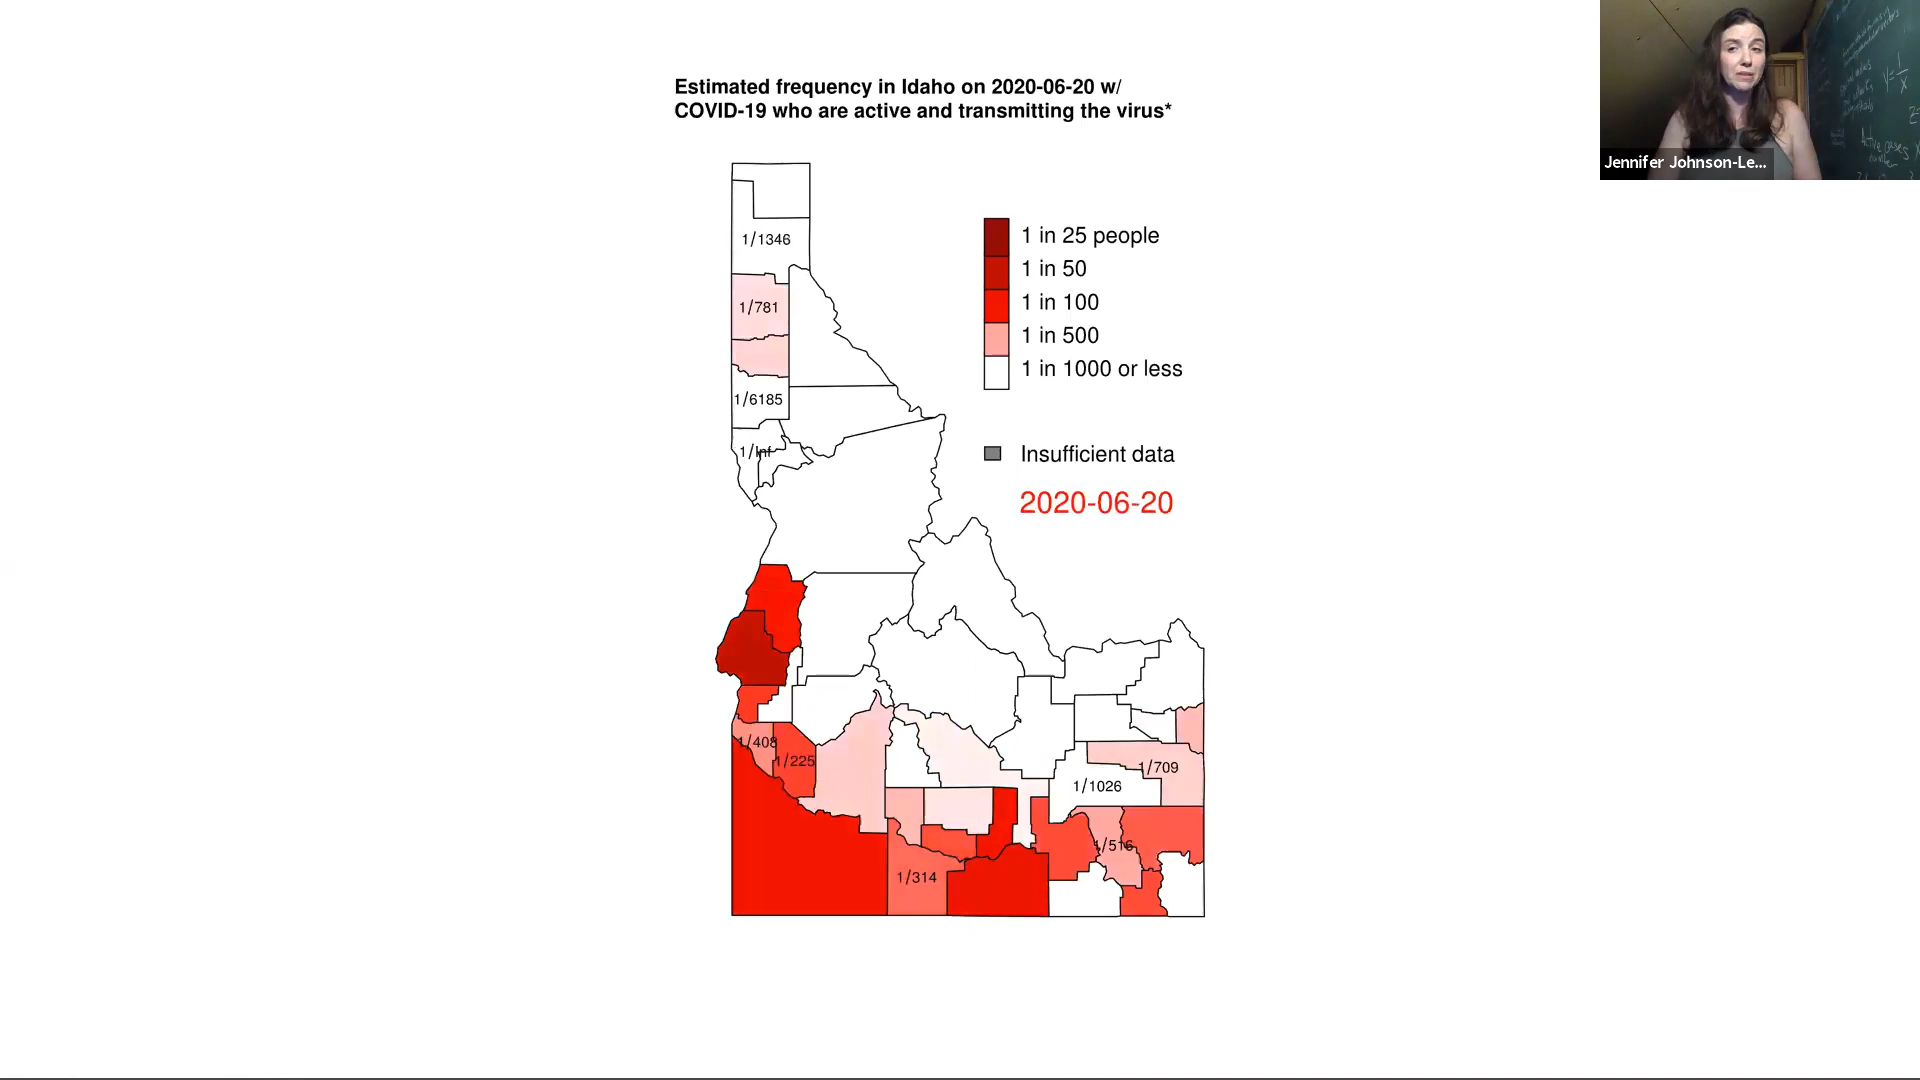 Estimated frequency in Idaho on 2020-06-20 w/
COVID-19 who are active and transmitting the virus*
1/1346
1/781
1/6185
1/Inf
1/408
1/225
1/314
1/516
1/1026
1/709
1 in 25 people
1 in 50
1 in 100
1 in 500
1 in 1000 or less
Insufficient data
2020-06-20
Jennifer Johnson-Le...
Y=1/x
Active cases